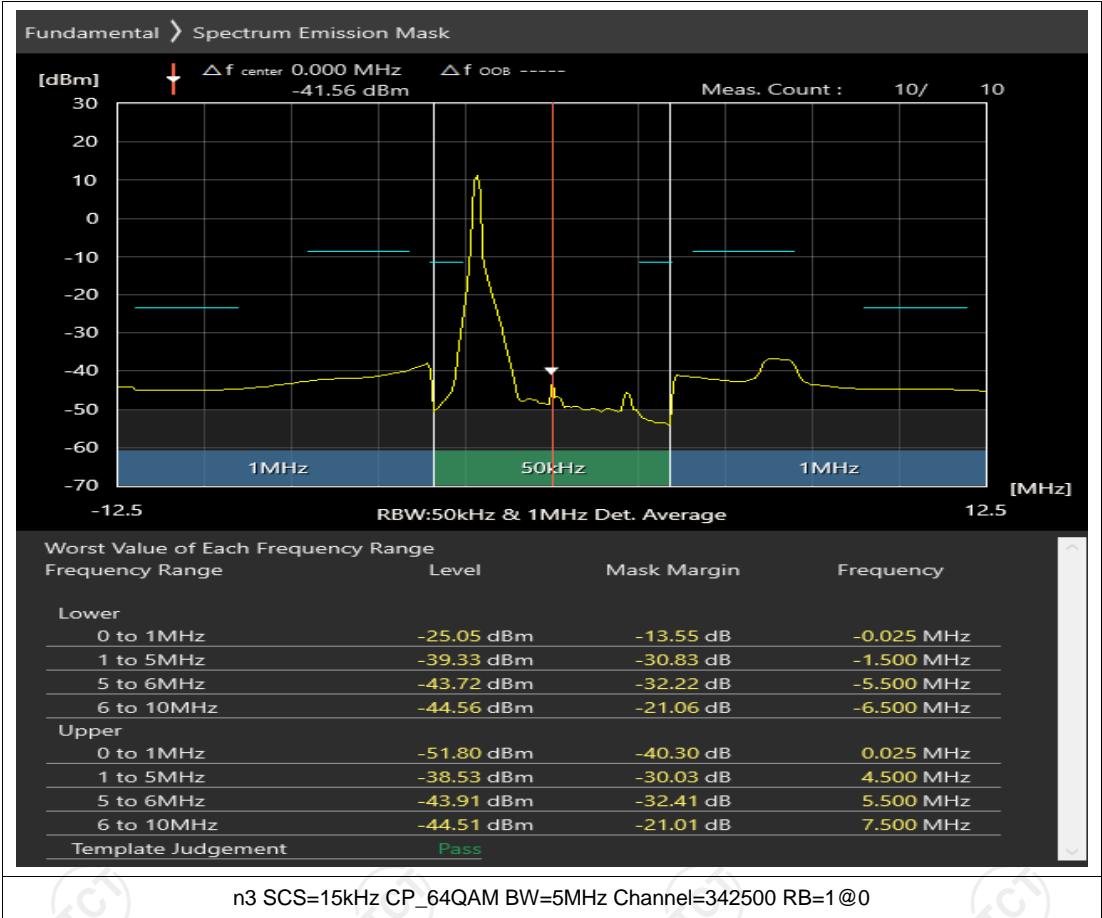 Fundamental ❯ Spectrum Emission Mask
[dBm] △f center 0.000 MHz △f OOB -----
-41.56 dBm Meas. Count : 10/ 10
30
20
10
0
-10
-20
-30
-40
-50
-60
1MHz 50kHz 1MHz
-70
[MHz]
-12.5 RBW:50kHz & 1MHz Det. Average 12.5
Worst Value of Each Frequency Range
Frequency Range Level Mask Margin Frequency
Lower
0 to 1MHz -25.05 dBm -13.55 dB -0.025 MHz
1 to 5MHz -39.33 dBm -30.83 dB -1.500 MHz
5 to 6MHz -43.72 dBm -32.22 dB -5.500 MHz
6 to 10MHz -44.56 dBm -21.06 dB -6.500 MHz
Upper
0 to 1MHz -51.80 dBm -40.30 dB 0.025 MHz
1 to 5MHz -38.53 dBm -30.03 dB 4.500 MHz
5 to 6MHz -43.91 dBm -32.41 dB 5.500 MHz
6 to 10MHz -44.51 dBm -21.01 dB 7.500 MHz
Template Judgement Pass
n3 SCS=15kHz CP_64QAM BW=5MHz Channel=342500 RB=1@0
TCT TCT TCT TCT